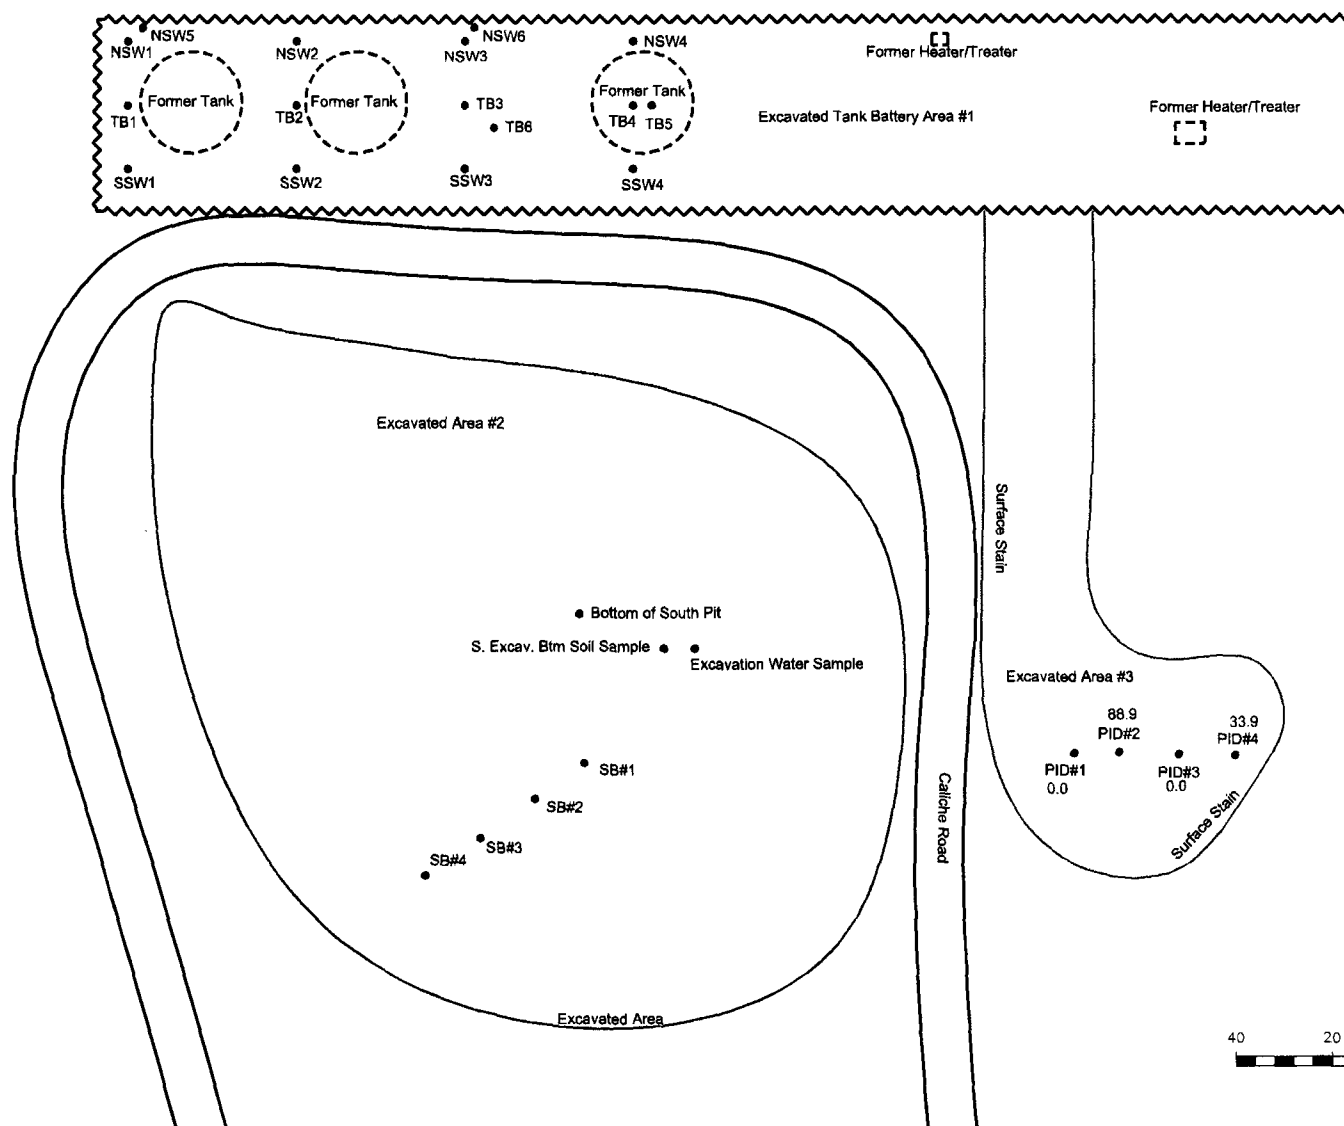 NSW5
NSW1
NSW2
NSW6
NSW3
NSW4
Former Heater/Treater
Former Tank
Former Tank
Former Tank
TB1
TB2
TB3
TB6
TB4
TB5
Excavated Tank Battery Area #1
Former Heater/Treater
SSW1
SSW2
SSW3
SSW4
Excavated Area #2
Surface Stain
Bottom of South Pit
S. Excav. Btm Soil Sample
Excavation Water Sample
Excavated Area #3
88.9
PID#2
33.9
PID#4
PID#1
0.0
PID#3
0.0
Surface Stain
SB#1
SB#2
SB#3
SB#4
Caliche Road
Excavated Area
40
20